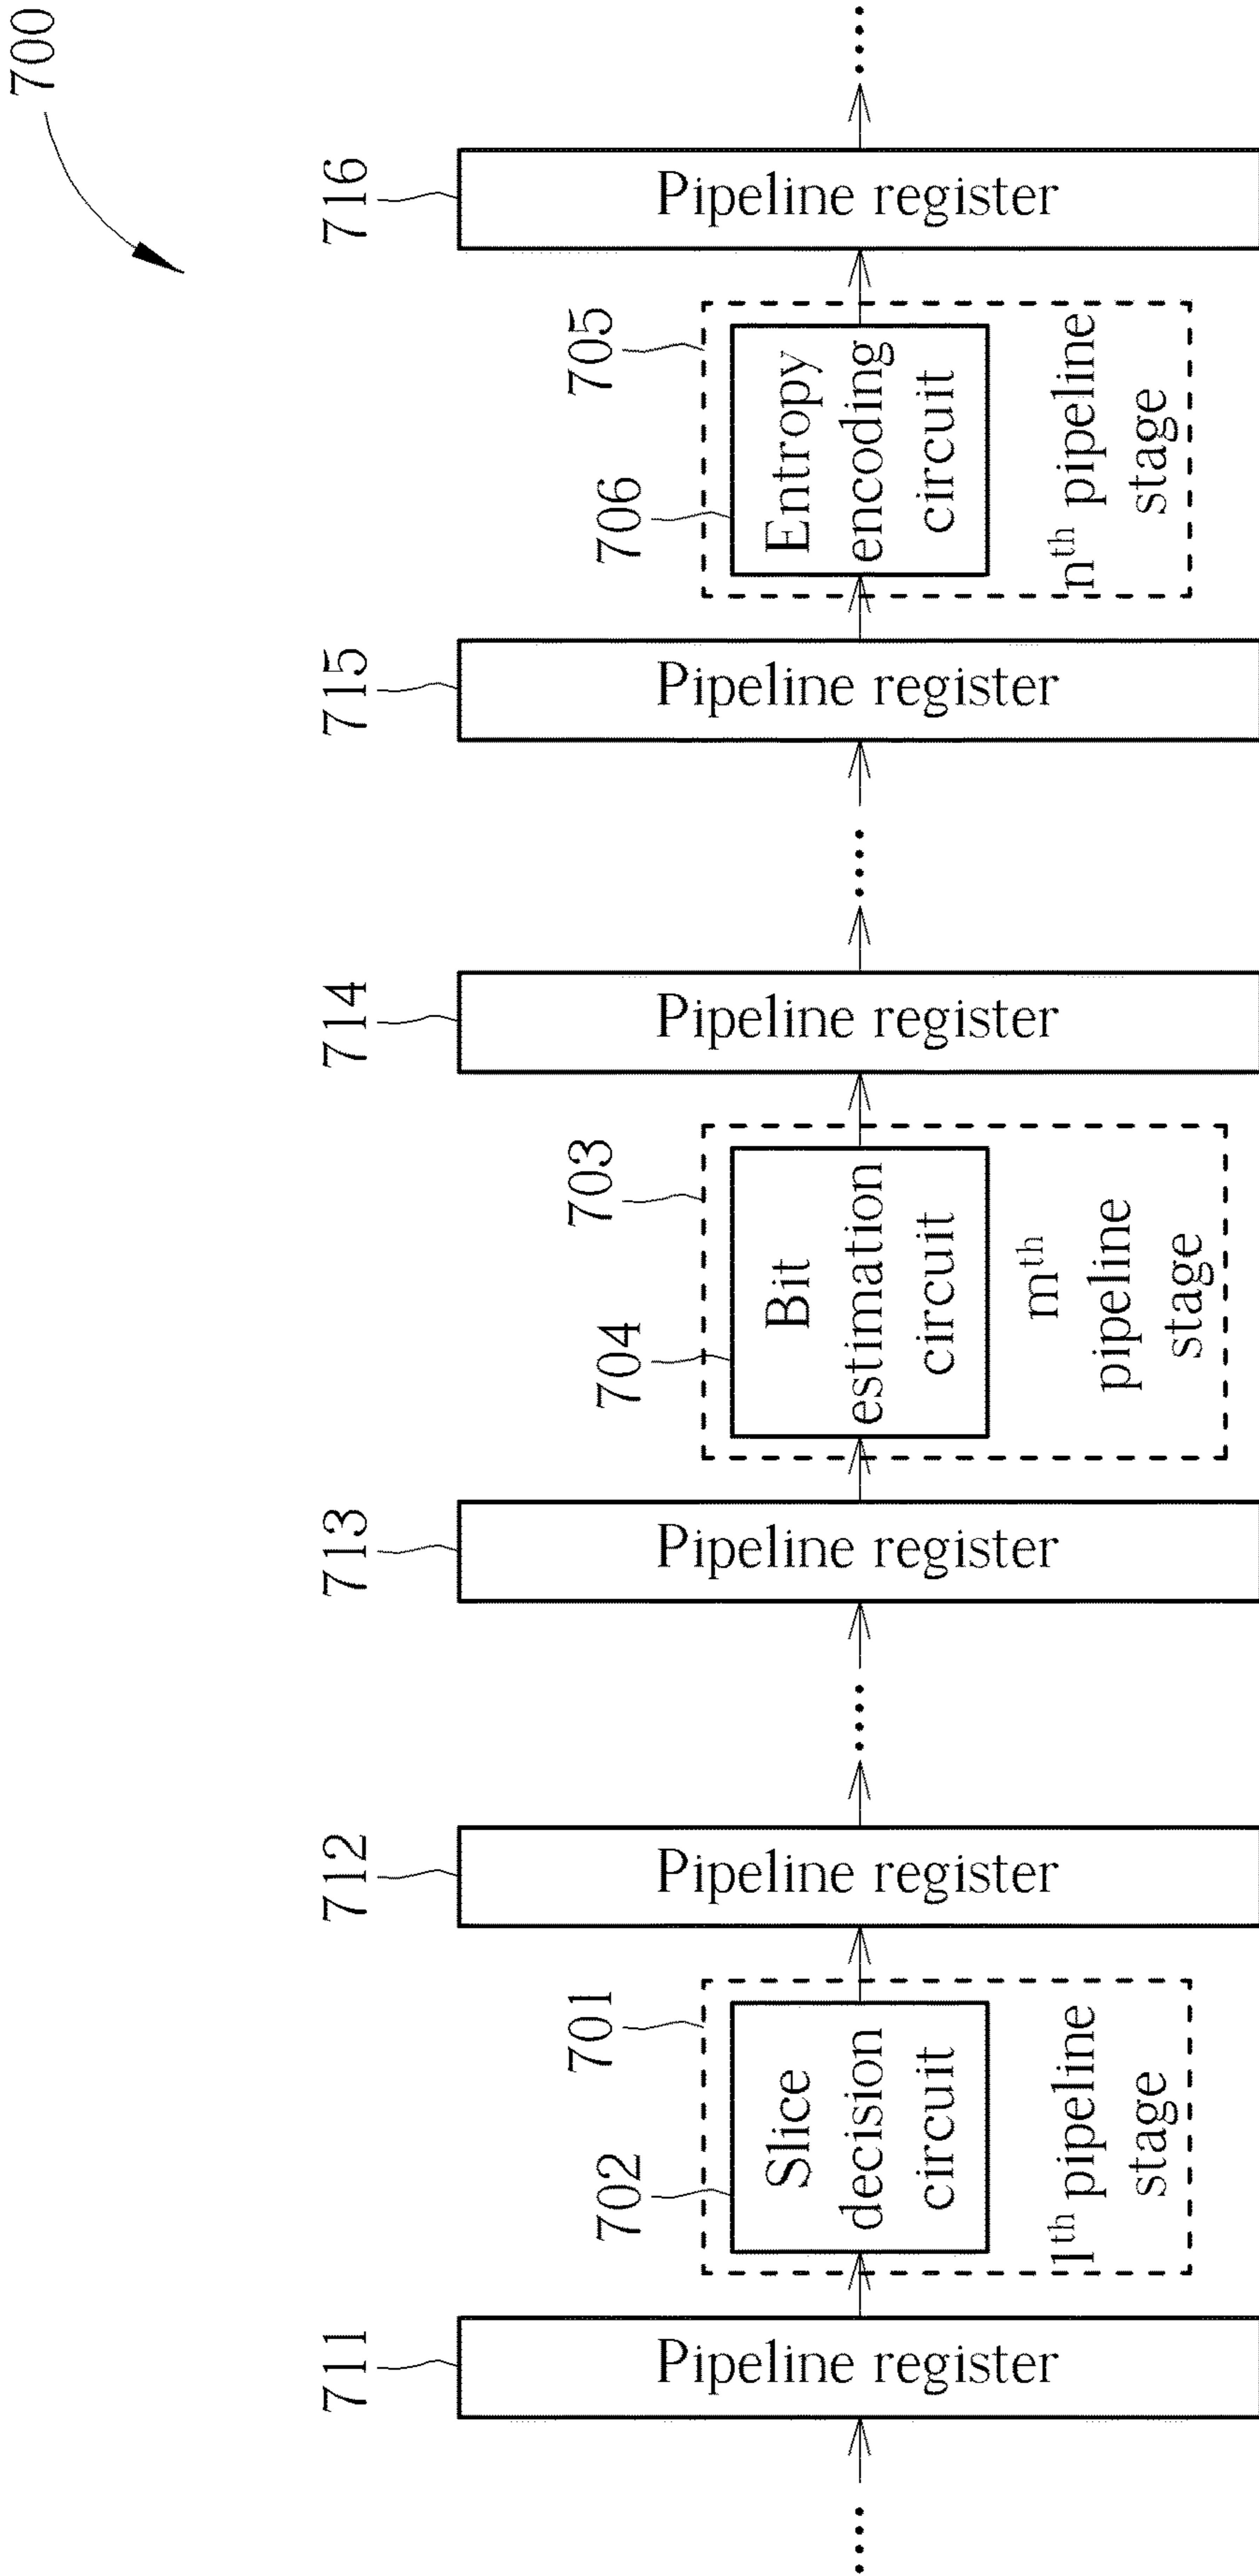 700
711
Pipeline register
701
702
Slice
decision
circuit
lth pipeline
stage
712
Pipeline register
713
Pipeline register
703
704
Bit
estimation
circuit
mth
pipeline
stage
714
Pipeline register
715
Pipeline register
705
706
Entropy
encoding
circuit
nth pipeline
stage
716
Pipeline register